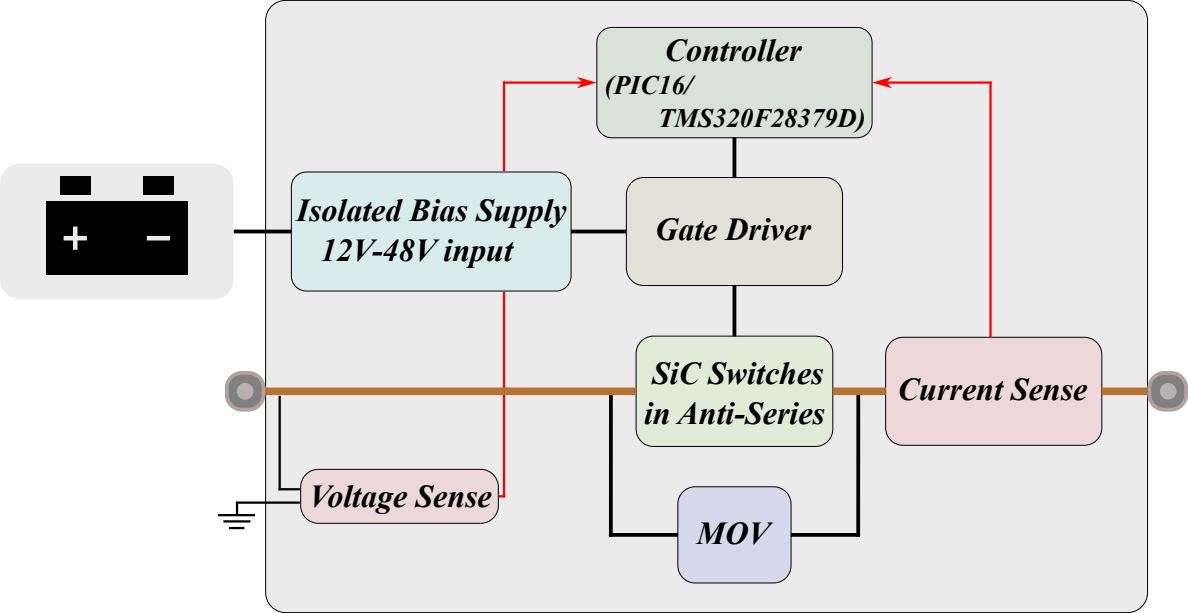 Controller
(PIC16/
TMS320F28379D)
Isolated Bias Supply
12V-48V input
Gate Driver
+ −
SiC Switches
in Anti-Series
Current Sense
Voltage Sense
MOV